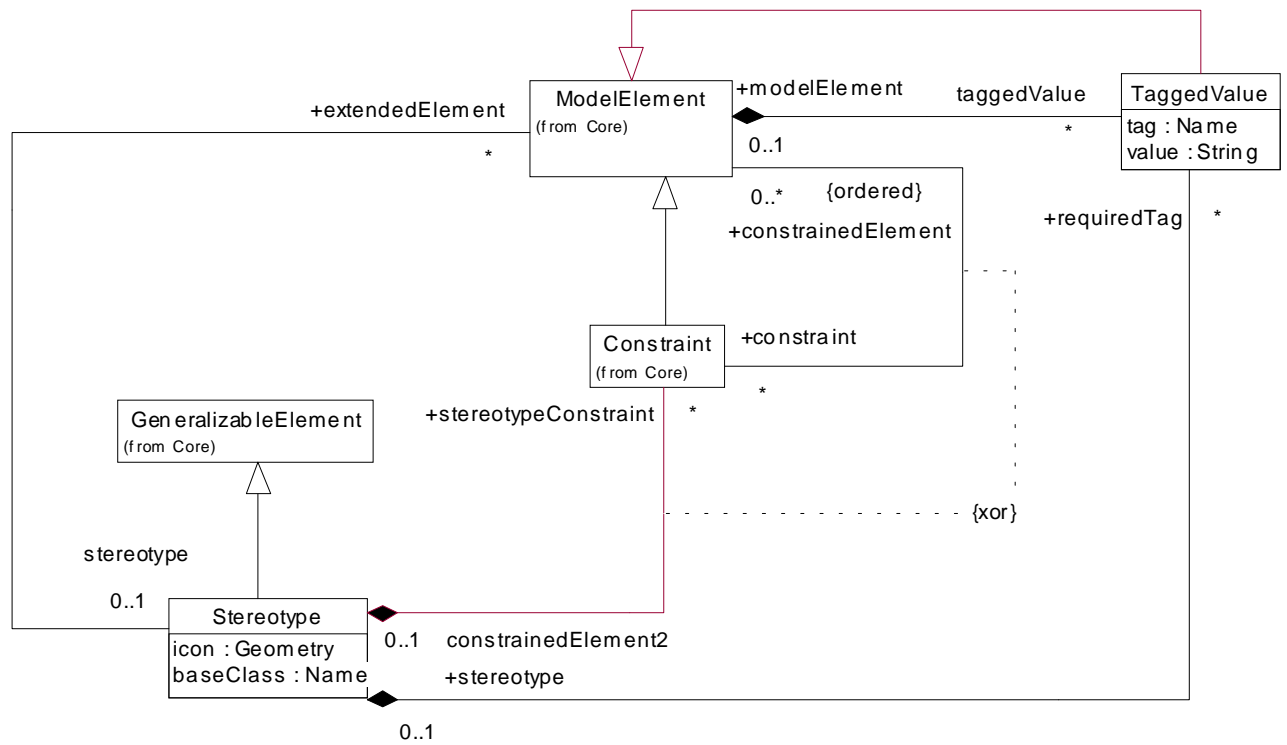 ModelElement
(from Core)
+modelElement
taggedValue
TaggedValue
tag : Name
value : String
+extendedElement
*
*
0..1
0..*
{ordered}
+constrainedElement
+requiredTag
*
Constraint
(from Core)
+constraint
*
+stereotypeConstraint
*
GeneralizableElement
(from Core)
{xor}
stereotype
0..1
Stereotype
icon : Geometry
baseClass : Name
0..1
constrainedElement2
+stereotype
0..1